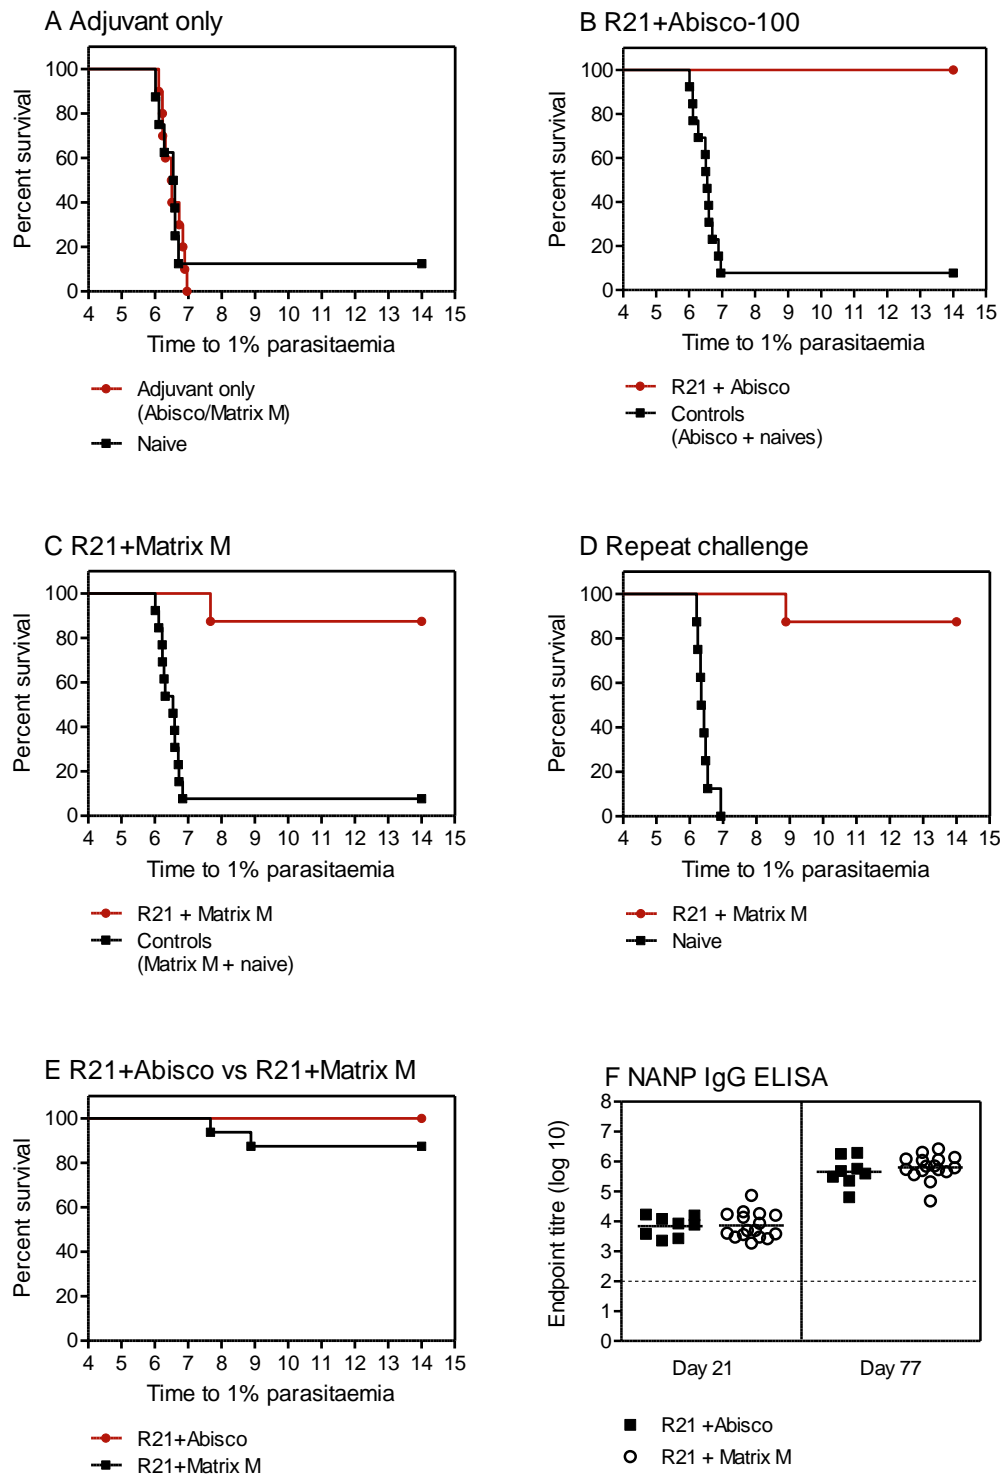 A Adjuvant only
Percent survival
100
80
60
40
20
0
4 5 6 7 8 9 10 11 12 13 14 15
Time to 1% parasitaemia
Adjuvant only
(Abisco/Matrix M)
Naive
B R21+Abisco-100
Percent survival
100
80
60
40
20
0
4 5 6 7 8 9 10 11 12 13 14 15
Time to 1% parasitaemia
R21 + Abisco
Controls
(Abisco + naives)
C R21+Matrix M
Percent survival
100
80
60
40
20
0
4 5 6 7 8 9 10 11 12 13 14 15
Time to 1% parasitaemia
R21 + Matrix M
Controls
(Matrix M + naive)
D Repeat challenge
Percent survival
100
80
60
40
20
0
4 5 6 7 8 9 10 11 12 13 14 15
Time to 1% parasitaemia
R21 + Matrix M
Naive
E R21+Abisco vs R21+Matrix M
Percent survival
100
80
60
40
20
0
4 5 6 7 8 9 10 11 12 13 14 15
Time to 1% parasitaemia
R21+Abisco
R21+Matrix M
F NANP IgG ELISA
Endpoint titre (log 10)
8
7
6
5
4
3
2
1
0
Day 21 Day 77
R21 +Abisco
R21 + Matrix M